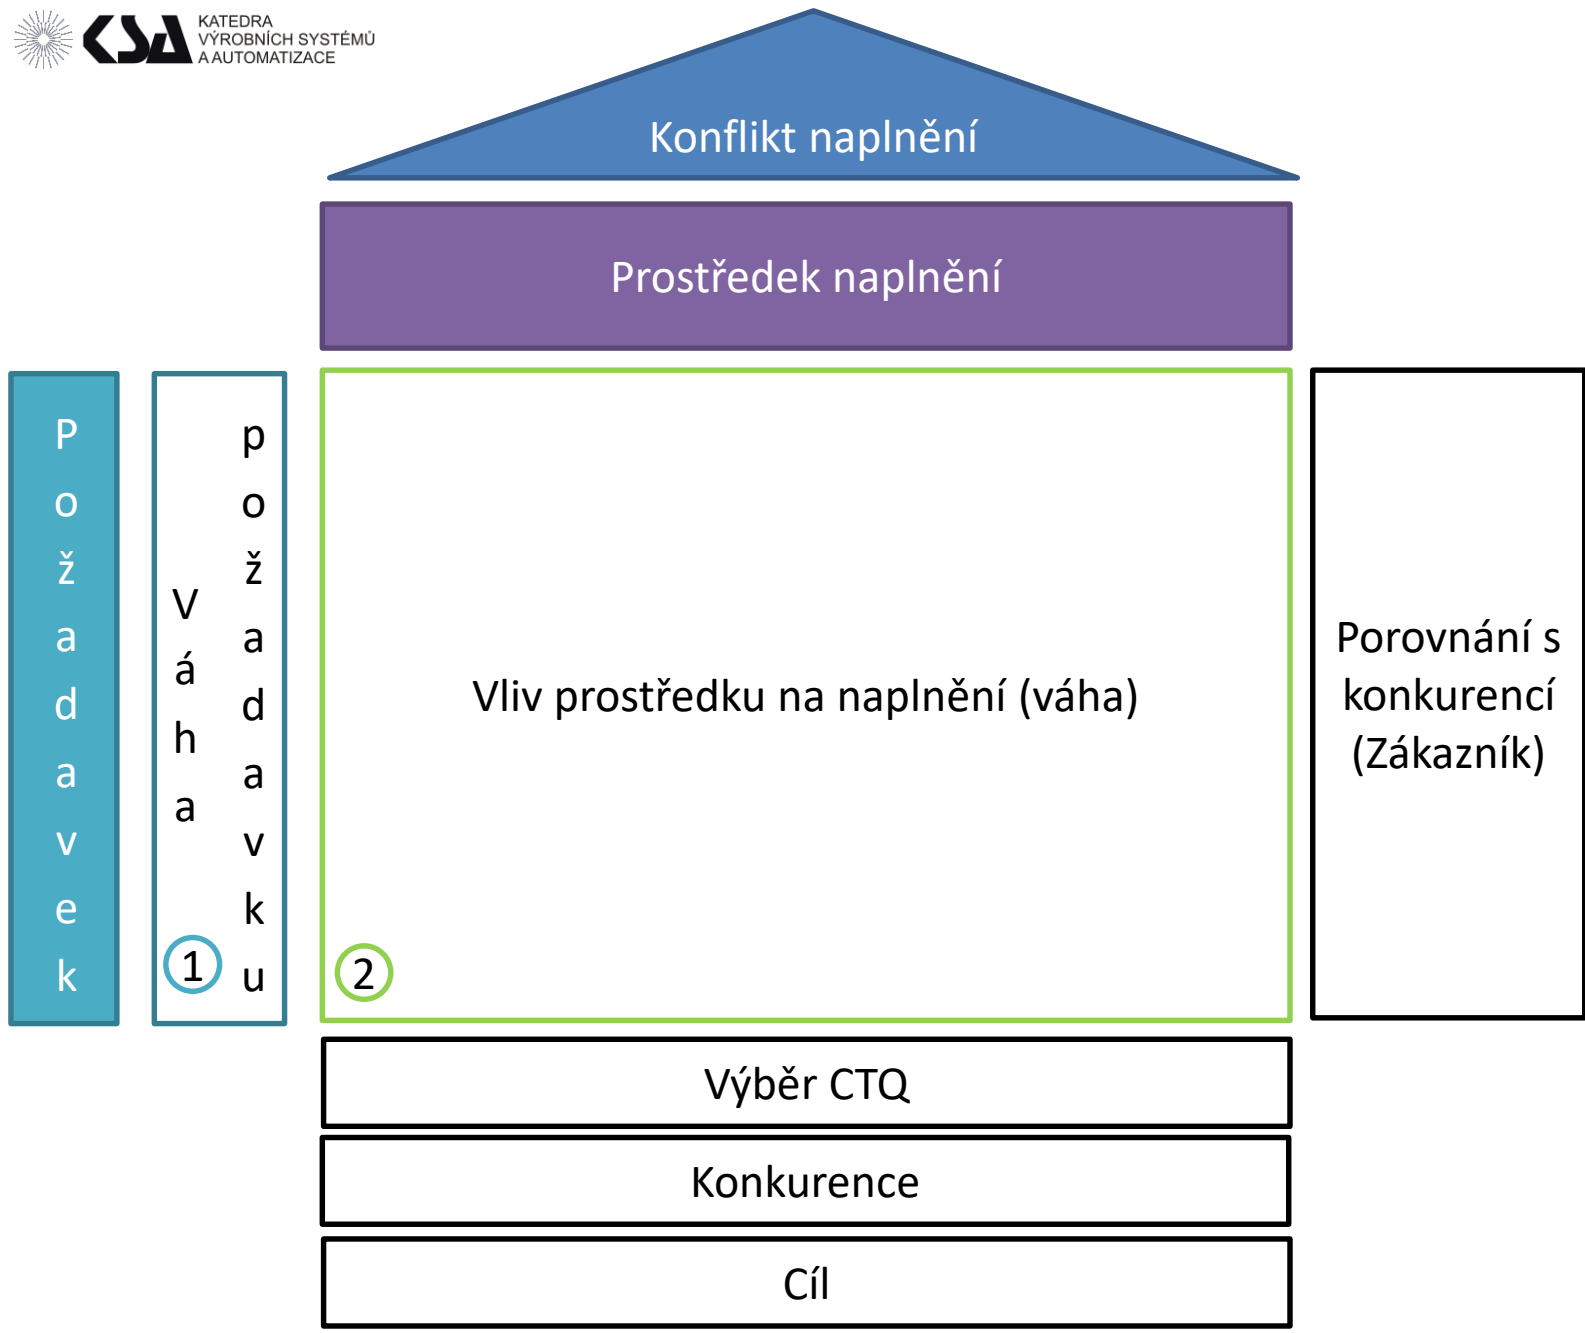 KATEDRA
VÝROBNÍCH SYSTÉMŮ
A AUTOMATIZACE
Konflikt naplnění
Prostředek naplnění
Požadavek
Váha
požadavku
1
Vliv prostředku na naplnění (váha)
2
Porovnání s
konkurencí
(Zákazník)
Výběr CTQ
Konkurence
Cíl